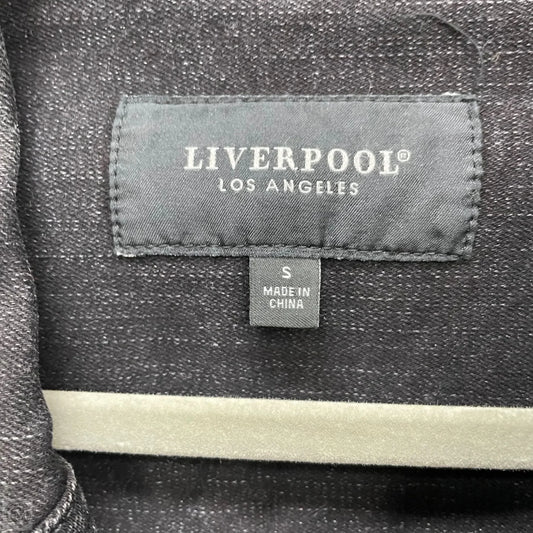 LIVERPOOL®
LOS ANGELES
S
MADE IN
CHINA